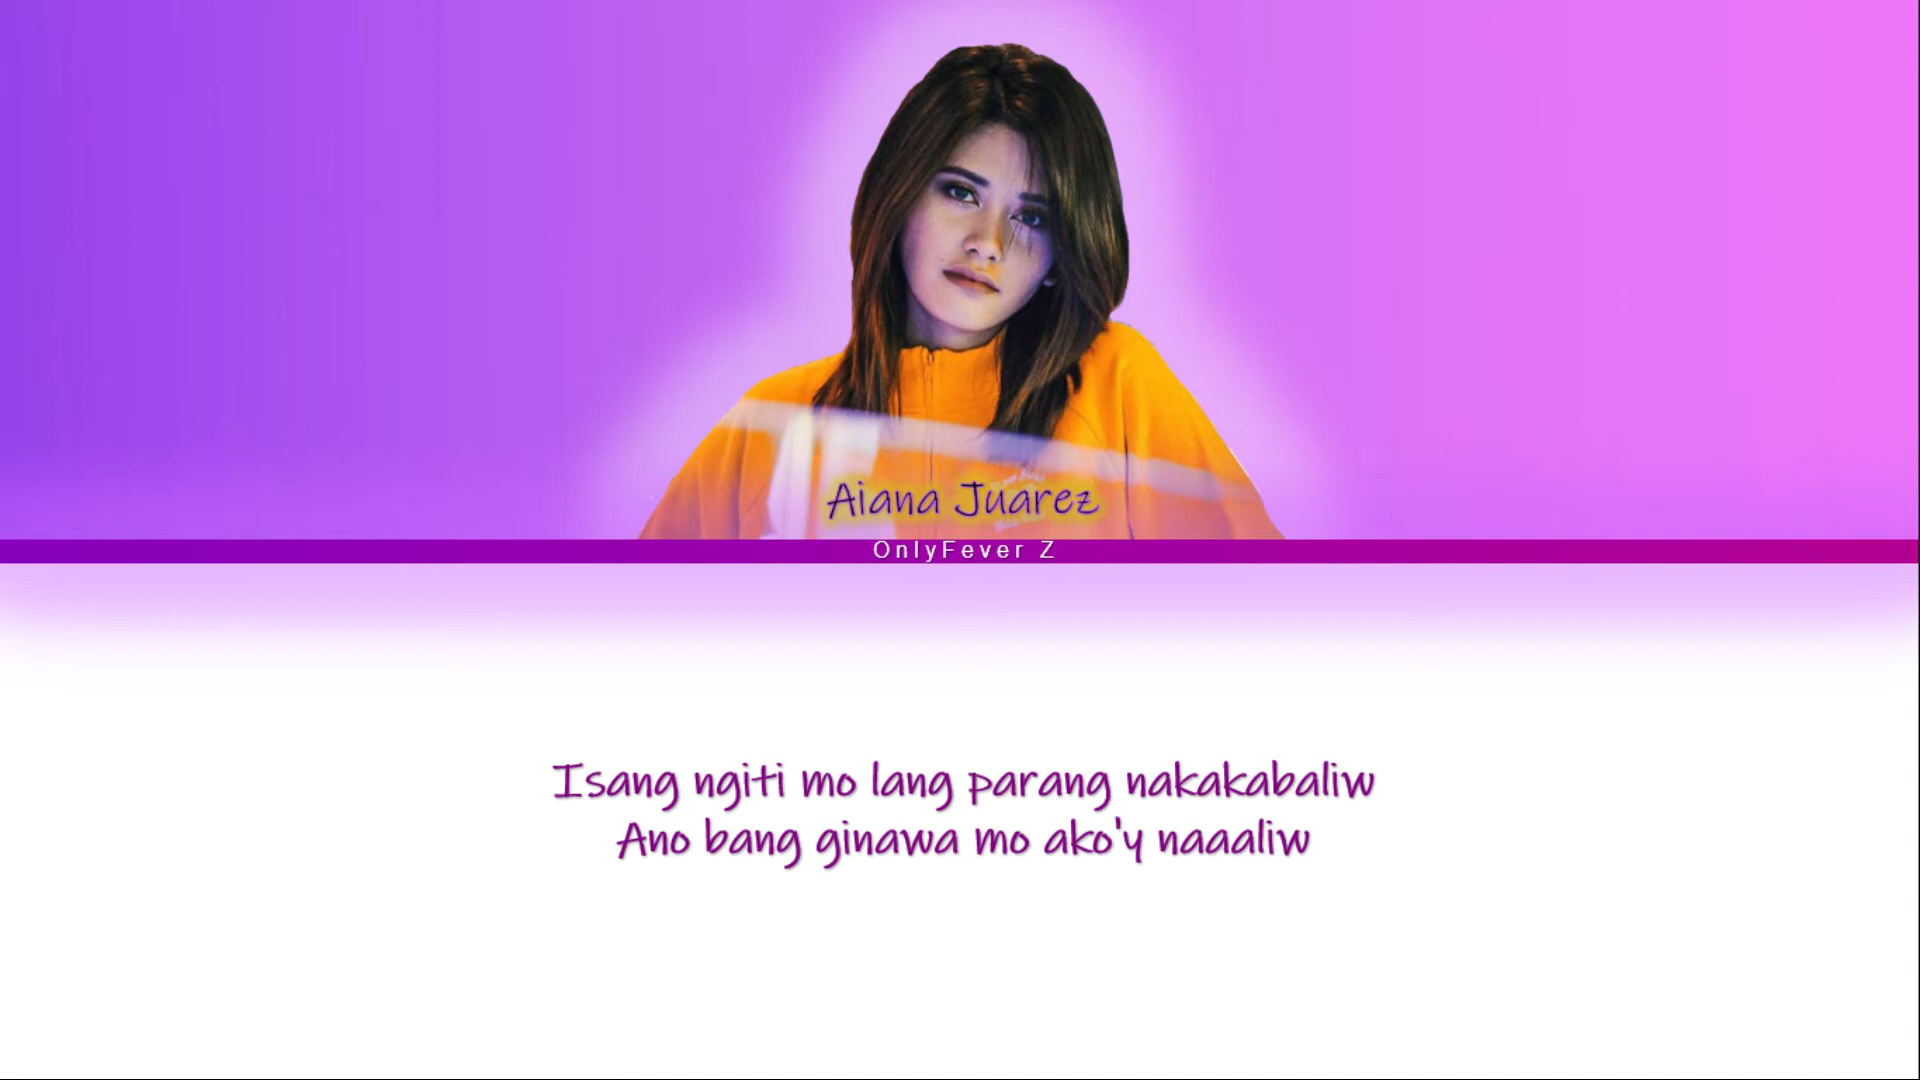 Aiana Juarez
OnlyFever Z
Isang ngiti mo lang parang nakakabaliw
Ano bang ginawa mo ako'y naaaliw